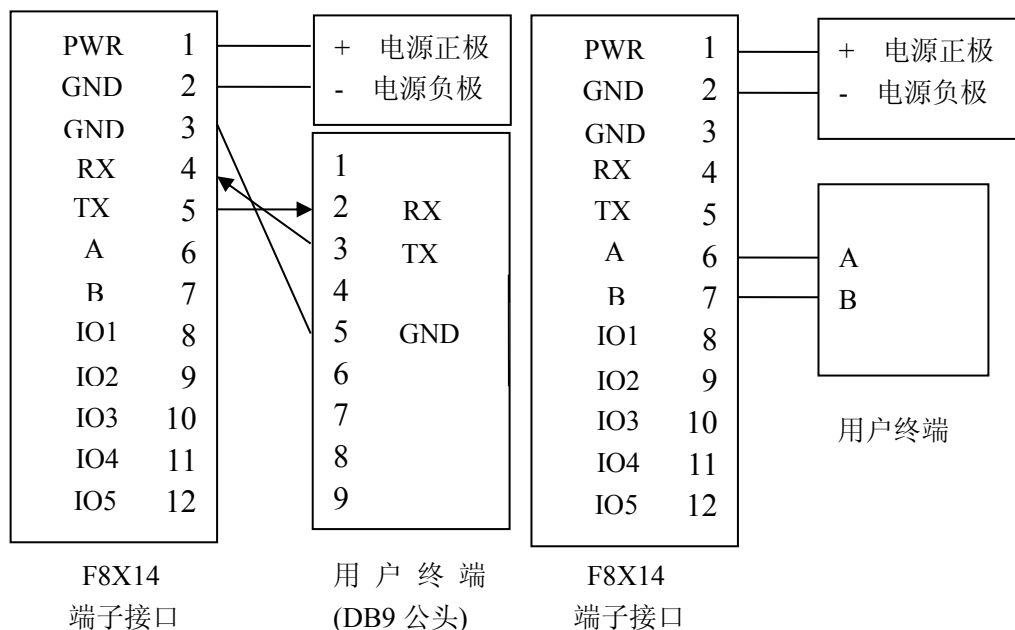 PWR 1
GND 2
GND 3
RX 4
TX 5
A 6
B 7
IO1 8
IO2 9
IO3 10
IO4 11
IO5 12
F8X14
端子接口
+ 电源正极
- 电源负极
1
2 RX
3 TX
4
5 GND
6
7
8
9
用户终端
(DB9 公头)
PWR 1
GND 2
GND 3
RX 4
TX 5
A 6
B 7
IO1 8
IO2 9
IO3 10
IO4 11
IO5 12
F8X14
端子接口
+ 电源正极
- 电源负极
A
B
用户终端